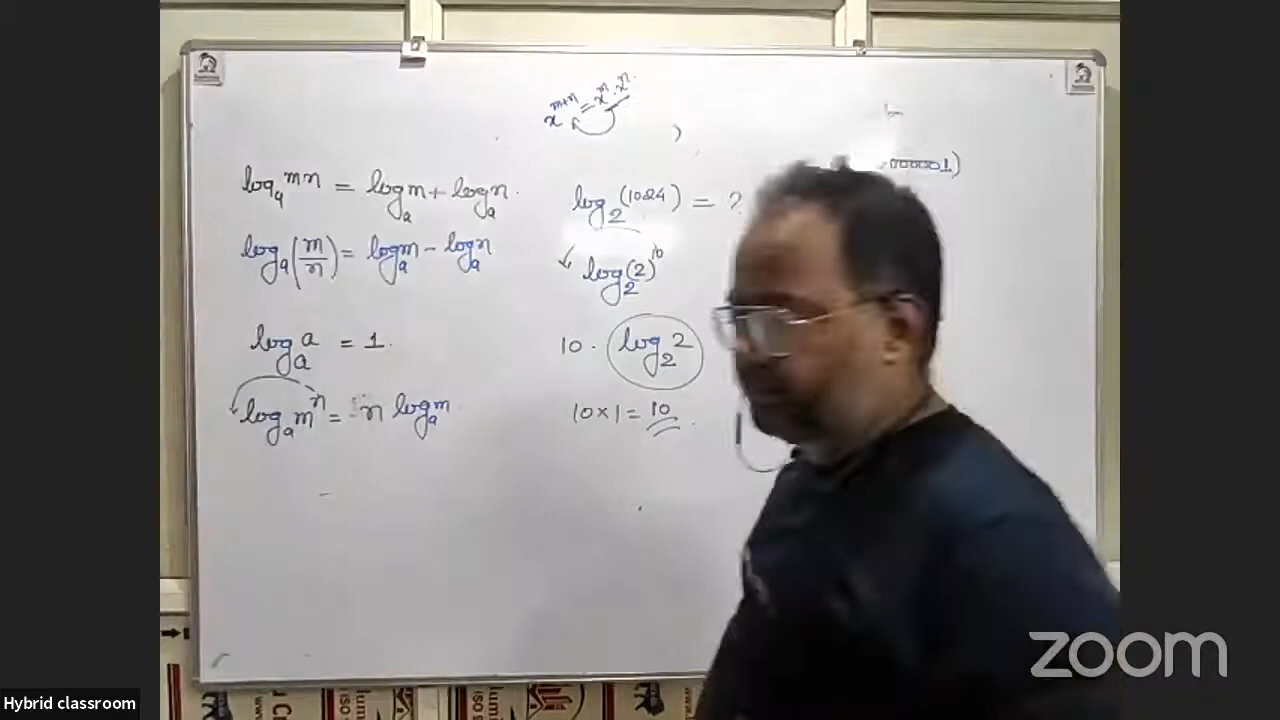 x^{m+n} = x^m . x^n .
log_a mn = log_a m + log_a n .
log_a (m/n) = log_a m - log_a n
log_a a = 1 .
log_a m^n = n log_a m .
log_2 (1024) = ?
log_2 (2)^10
10 . log_2 2
10 × 1 = 10 .
zoom
Hybrid classroom